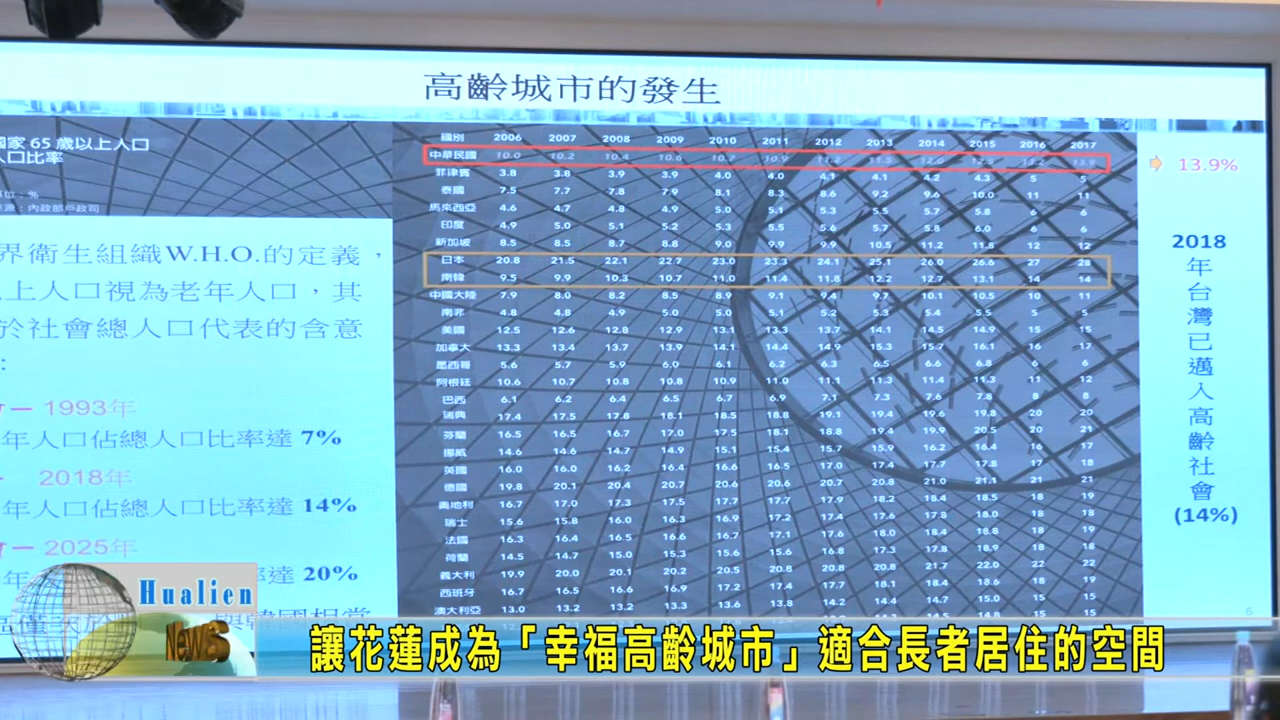 高齡城市的發生
國家 65 歲以上人口
人口比率
單位：%
內政部戶政司
國別 2006 2007 2008 2009 2010 2011 2012 2013 2014 2015 2016 2017
中華民國 10.0 10.2 10.4 10.6 10.7 10.9 11.2 11.5 12.0
菲律賓 3.8 3.8 3.9 3.9 4.0 4.0 4.1 4.1 4.2 4.3 5 5
泰國 7.5 7.7 7.8 7.9 8.1 8.3 8.6 9.2 9.6 10.0 11 11
馬來西亞 4.6 4.7 4.8 4.9 5.0 5.1 5.3 5.5 5.7 5.8 6 6
印度 4.9 5.0 5.1 5.2 5.3 5.5 5.6 5.7 5.8 6.0 6 6
新加坡 8.5 8.5 8.7 8.8 9.0 9.9 9.9 10.5 11.2 11.8 12 12
日本 20.8 21.5 22.1 22.7 23.0 23.3 24.1 25.1 26.0 26.6 27 28
南韓 9.5 9.9 10.3 10.7 11.0 11.4 11.8 12.2 12.7 13.1 14 14
中國大陸 7.9 8.0 8.2 8.5 8.9 9.1 9.4 9.7 10.1 10.5 10 11
南非 4.8 4.8 4.9 5.0 5.0 5.1 5.2 5.3 5.4 5.5 5 5
美國 12.5 12.6 12.8 12.9 13.1 13.3 13.7 14.1 14.5 14.9 15 15
加拿大 13.3 13.4 13.7 13.9 14.1 14.4 14.9 15.3 15.7 16.1 16 17
墨西哥 5.6 5.7 5.9 6.0 6.1 6.2 6.3 6.5 6.6 6.8 6 6
阿根廷 10.6 10.7 10.8 10.8 10.9 11.0 11.1 11.3 11.4 11.3 11 12
巴西 6.1 6.2 6.4 6.5 6.7 6.9 7.1 7.3 7.6 7.8 8 8
瑞典 17.4 17.5 17.8 18.1 18.5 18.8 19.1 19.4 19.6 19.8 20 20
芬蘭 16.5 16.5 16.7 17.0 17.5 18.1 18.8 19.4 19.9 20.5 20 21
挪威 14.6 14.6 14.7 14.9 15.1 15.4 15.7 15.9 16.2 16.4 16 17
英國 16.0 16.0 16.2 16.4 16.6 16.5 17.0 17.4 17.7 17.8 17 18
德國 19.8 20.1 20.4 20.7 20.6 20.6 20.7 20.8 21.0 21.1 21 21
奧地利 16.7 17.0 17.3 17.5 17.7 17.7 17.9 18.2 18.4 18.5 18 19
瑞士 15.6 15.8 16.0 16.3 16.9 17.2 17.4 17.6 17.8 18.0 18 18
法國 16.3 16.4 16.5 16.6 16.7 17.1 17.6 18.0 18.4 18.8 18 19
荷蘭 14.5 14.7 15.0 15.3 15.6 15.6 16.8 17.3 17.8 18.9 18 18
義大利 19.9 20.0 20.1 20.2 20.5 20.8 20.8 20.8 21.7 22.0 22 22
西班牙 16.7 16.5 16.6 16.6 17.2 17.4 17.7 18.1 18.4 18.6 18 19
澳大利亞 13.0 13.2 13.2 13.3 13.6 13.8 14.2 14.4 14.7 15.0 15 15
13.9%
2018
年台灣已邁入高齡社會
(14%)
界衛生組織W.H.O.的定義，
以上人口視為老年人口，其
於社會總人口代表的含意
：
會－ 1993年
年人口佔總人口比率達 7%
－ 2018年
年人口佔總人口比率達 14%
會－ 2025年
達 20%
6
Hualien
News
讓花蓮成為「幸福高齡城市」適合長者居住的空間